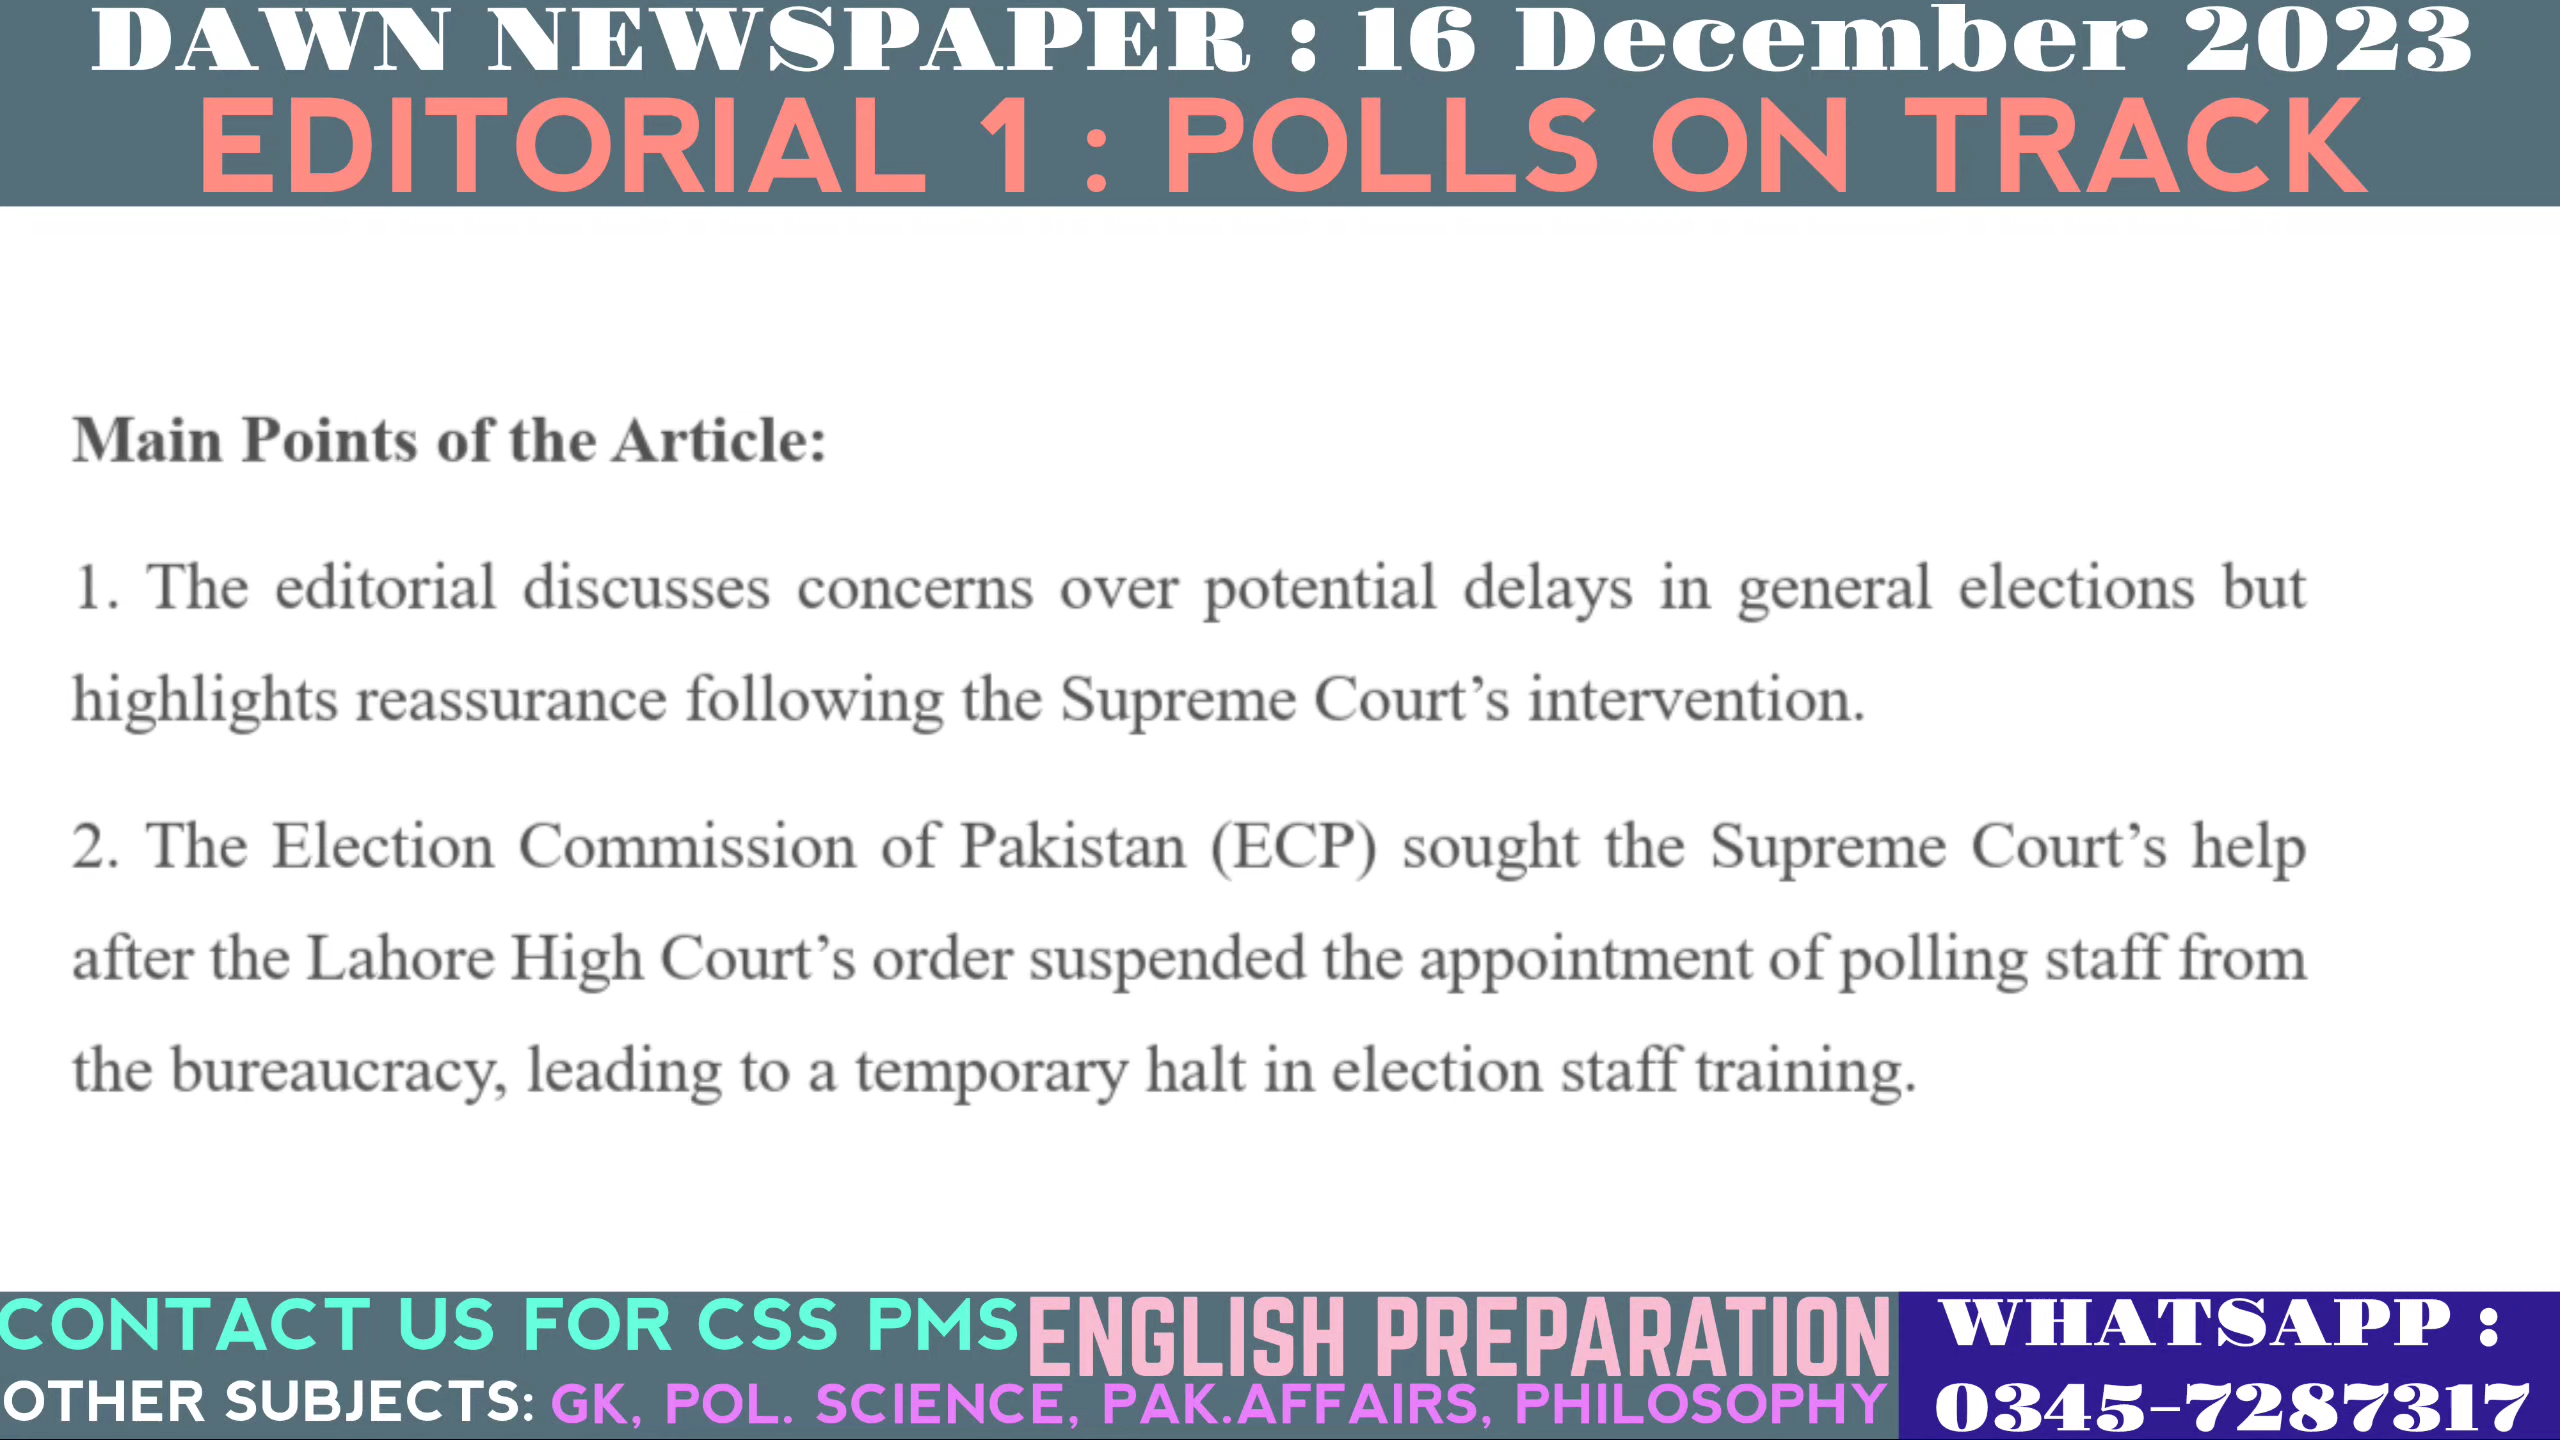 DAWN NEWSPAPER : 16 December 2023
EDITORIAL 1 : POLLS ON TRACK
Main Points of the Article:
1. The editorial discusses concerns over potential delays in general elections but
highlights reassurance following the Supreme Court’s intervention.
2. The Election Commission of Pakistan (ECP) sought the Supreme Court’s help
after the Lahore High Court’s order suspended the appointment of polling staff from
the bureaucracy, leading to a temporary halt in election staff training.
CONTACT US FOR CSS PMS ENGLISH PREPARATION
OTHER SUBJECTS: GK, POL. SCIENCE, PAK.AFFAIRS, PHILOSOPHY
WHATSAPP :
0345-7287317